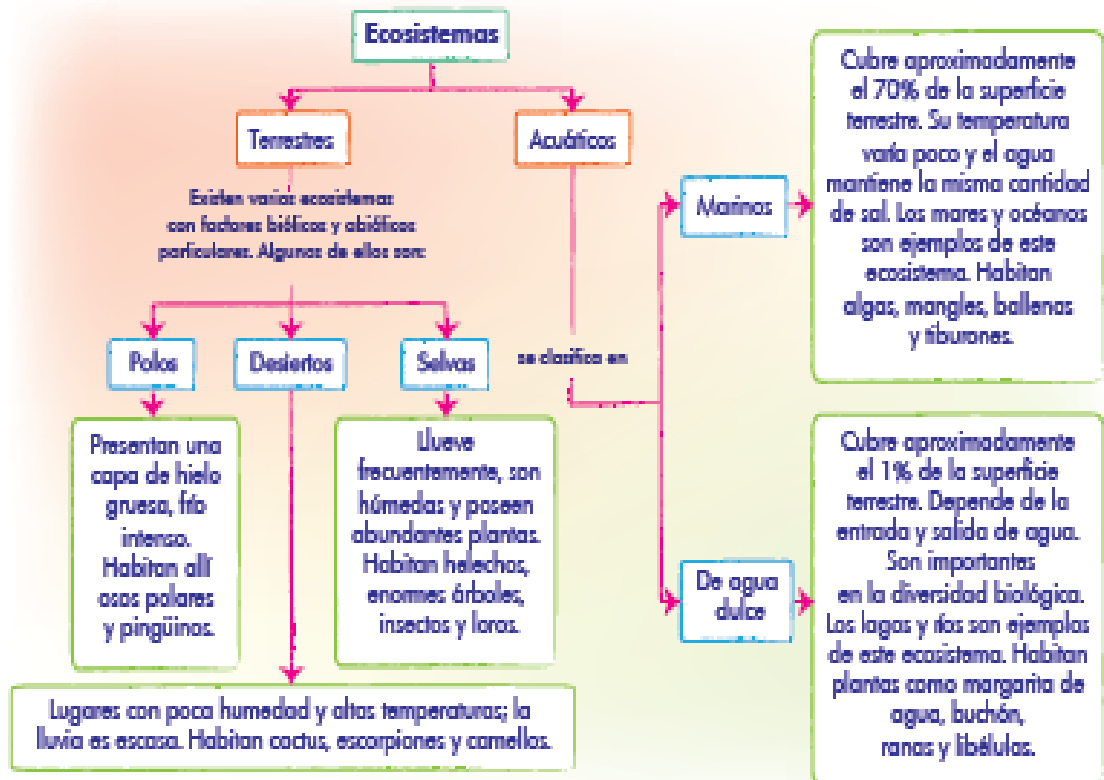 Ecosistemas
Terrestres
Acuáticos
Existen varios ecosistemas
con factores bióticos y abióticos
particulares. Algunos de ellos son:
Polos
Desiertos
Selvas
Presentan una
capa de hielo
gruesa, frío
intenso.
Habitan allí
osos polares
y pingüinos.
Llueve
frecuentemente, son
húmedas y poseen
abundantes plantas.
Habitan helechos,
enormes árboles,
insectos y loros.
Lugares con poca humedad y altas temperaturas; la
lluvia es escasa. Habitan cactus, escorpiones y camellos.
se clasifica en
Marinos
Cubre aproximadamente
el 70% de la superficie
terrestre. Su temperatura
varía poco y el agua
mantiene la misma cantidad
de sal. Los mares y océanos
son ejemplos de este
ecosistema. Habitan
algas, mangles, ballenas
y tiburones.
De agua
dulce
Cubre aproximadamente
el 1% de la superficie
terrestre. Depende de la
entrada y salida de agua.
Son importantes
en la diversidad biológica.
Los lagos y ríos son ejemplos
de este ecosistema. Habitan
plantas como margarita de
agua, buchón,
ranas y libélulas.